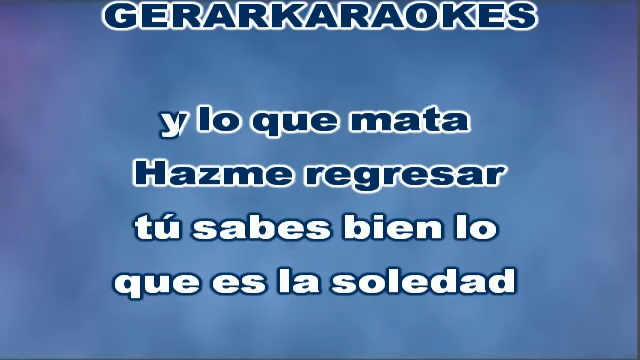 GERARKARAOKES
y lo que mata
Hazme regresar
tú sabes bien lo
que es la soledad